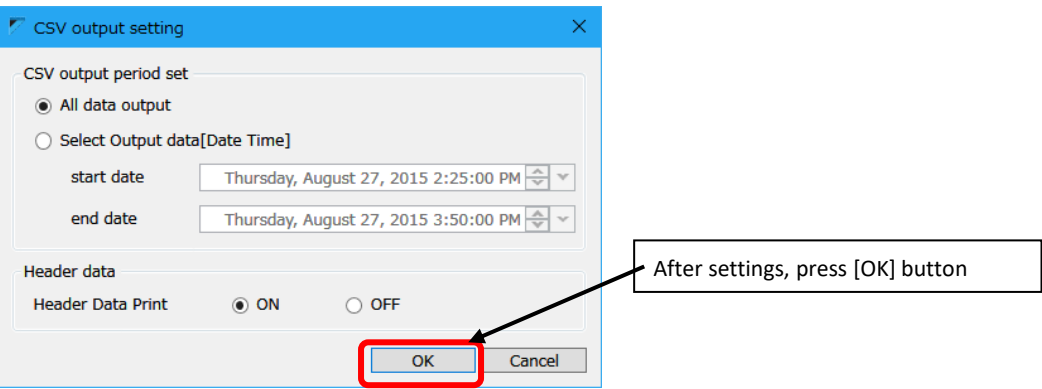 CSV output setting
CSV output period set
All data output
Select Output data[Date Time]
start date
Thursday, August 27, 2015 2:25:00 PM
end date
Thursday, August 27, 2015 3:50:00 PM
Header data
Header Data Print
ON
OFF
OK
Cancel
After settings, press [OK] button